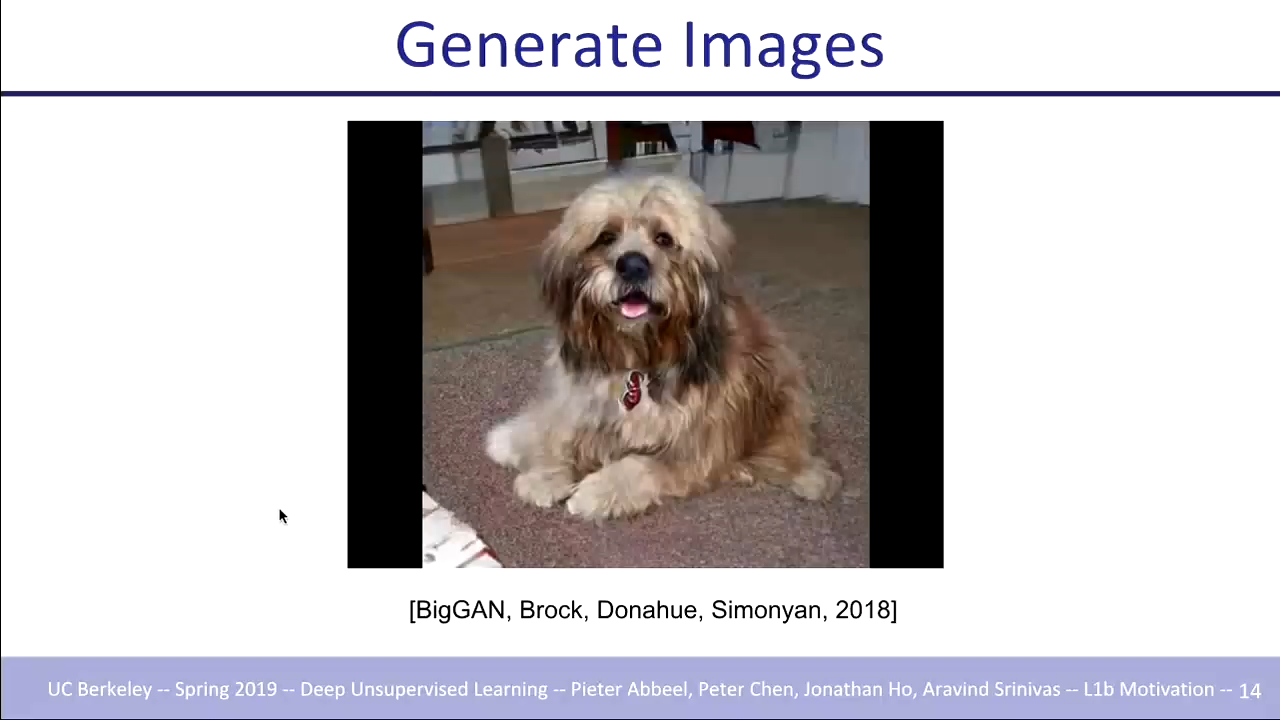 Generate Images
[BigGAN, Brock, Donahue, Simonyan, 2018]
UC Berkeley -- Spring 2019 -- Deep Unsupervised Learning -- Pieter Abbeel, Peter Chen, Jonathan Ho, Aravind Srinivas -- L1b Motivation -- 14